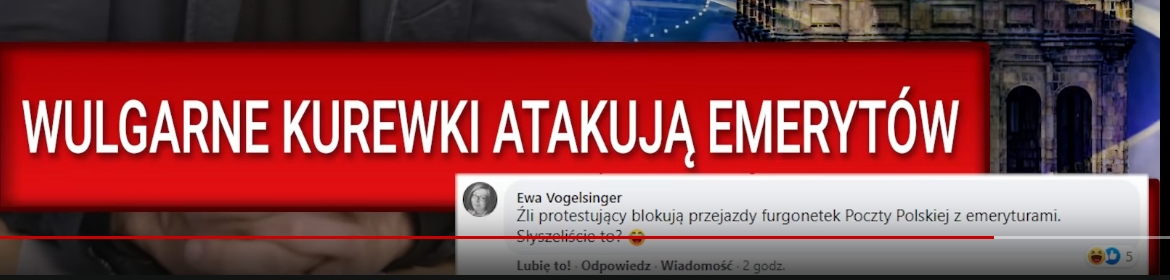 WULGARNE KUREWKI ATAKUJĄ EMERYTÓW
Ewa Vogelsinger
Źli protestujący blokują przejazdy furgonetek Poczty Polskiej z emeryturami.
Słyszeliście to? 😆
Lubię to! · Odpowiedz · Wiadomość · 2 godz.
5